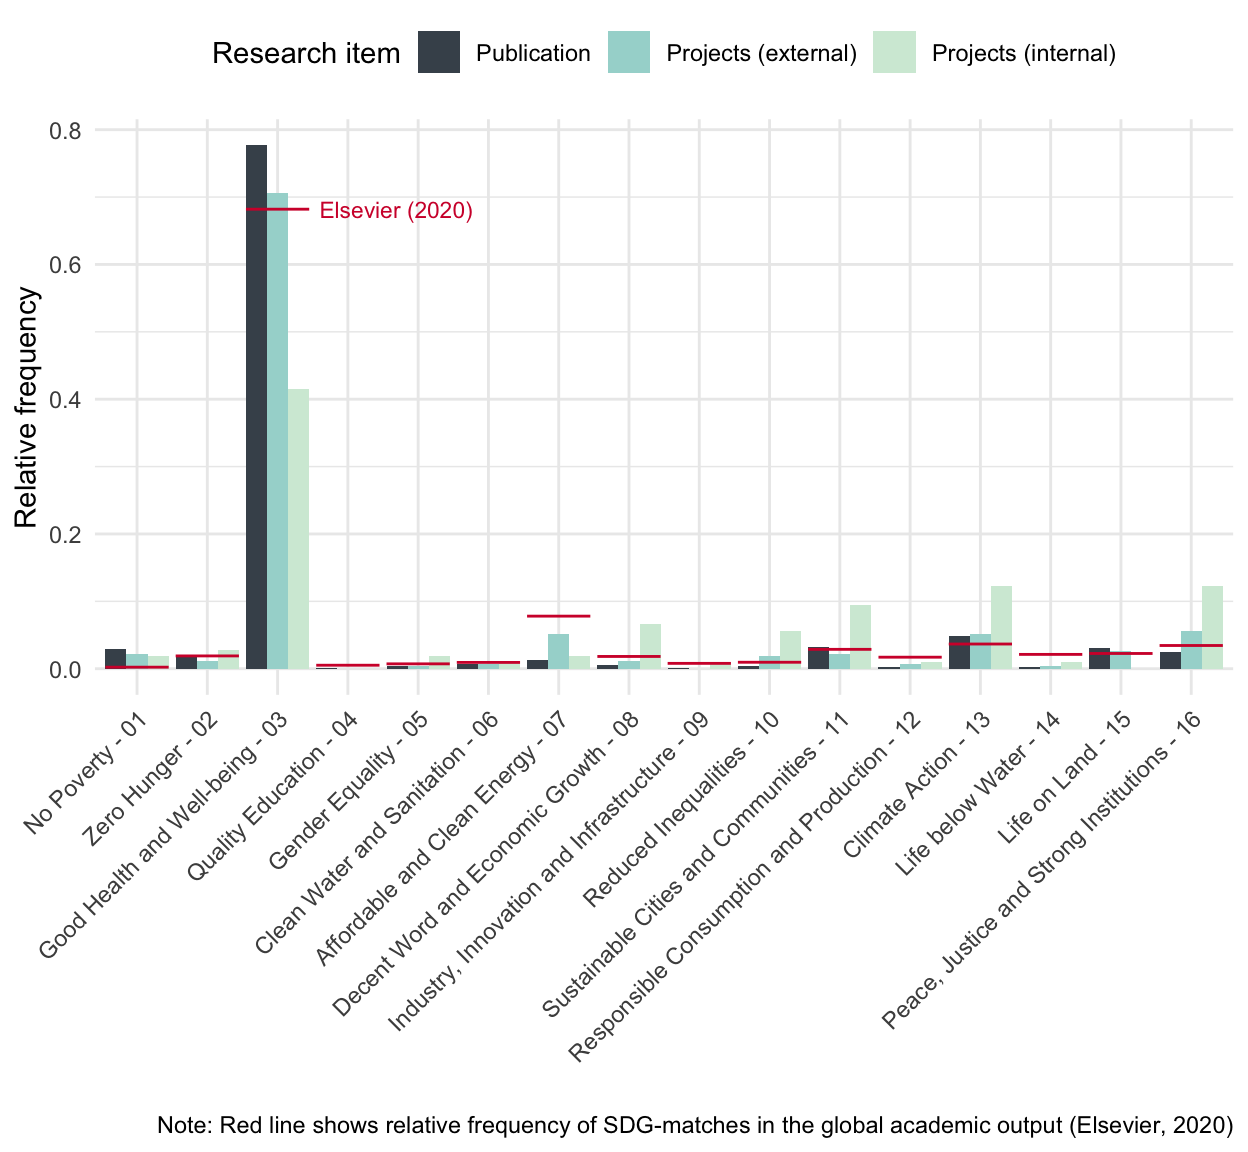 Research item Publication Projects (external) Projects (internal)
Relative frequency
0.8
0.6
0.4
0.2
0.0
Elsevier (2020)
No Poverty - 01
Zero Hunger - 02
Good Health and Well-being - 03
Quality Education - 04
Gender Equality - 05
Clean Water and Sanitation - 06
Affordable and Clean Energy - 07
Decent Word and Economic Growth - 08
Industry, Innovation and Infrastructure - 09
Reduced Inequalities - 10
Sustainable Cities and Communities - 11
Responsible Consumption and Production - 12
Climate Action - 13
Life below Water - 14
Life on Land - 15
Peace, Justice and Strong Institutions - 16
Note: Red line shows relative frequency of SDG-matches in the global academic output (Elsevier, 2020)